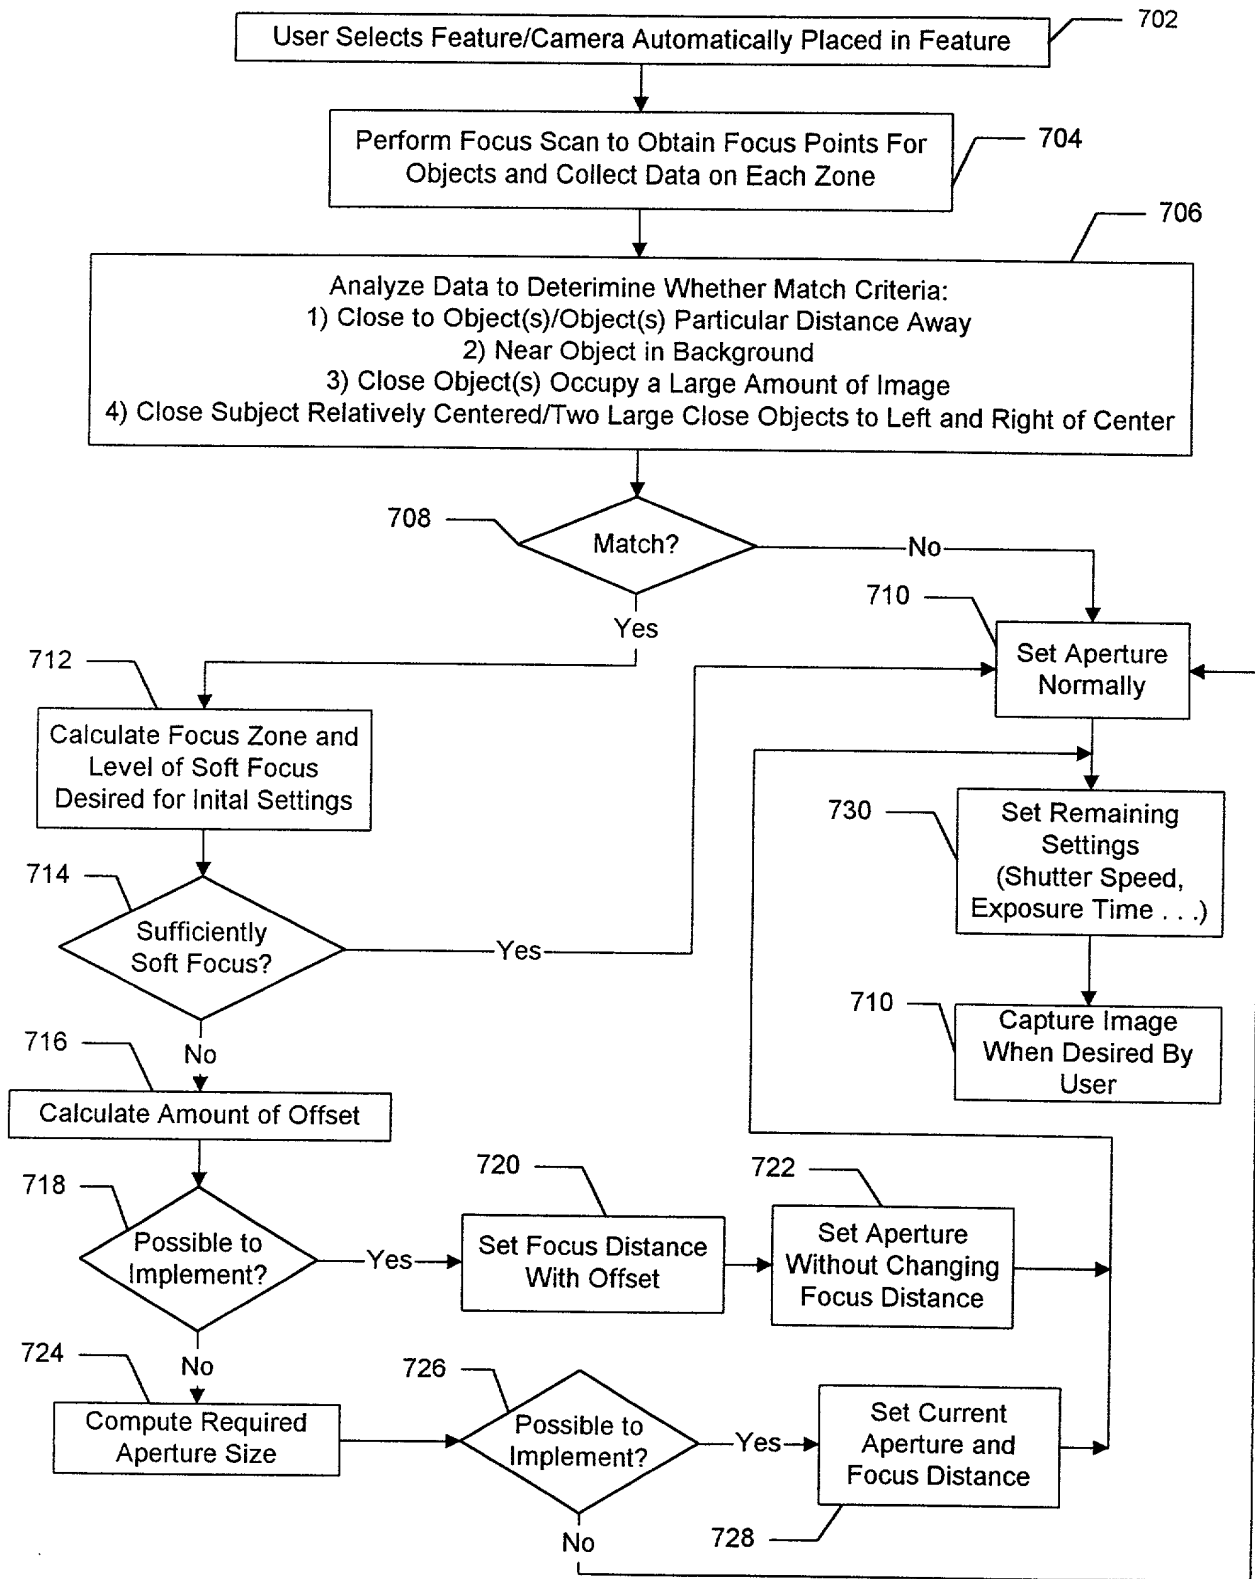 702
User Selects Feature/Camera Automatically Placed in Feature
704
Perform Focus Scan to Obtain Focus Points For
Objects and Collect Data on Each Zone
706
Analyze Data to Deterimine Whether Match Criteria:
1) Close to Object(s)/Object(s) Particular Distance Away
2) Near Object in Background
3) Close Object(s) Occupy a Large Amount of Image
4) Close Subject Relatively Centered/Two Large Close Objects to Left and Right of Center
708
Match?
No
Yes
710
Set Aperture
Normally
712
Calculate Focus Zone and
Level of Soft Focus
Desired for Inital Settings
714
Sufficiently
Soft Focus?
Yes
No
730
Set Remaining
Settings
(Shutter Speed,
Exposure Time . . .)
710
Capture Image
When Desired By
User
716
Calculate Amount of Offset
718
Possible to
Implement?
Yes
No
720
Set Focus Distance
With Offset
722
Set Aperture
Without Changing
Focus Distance
724
Compute Required
Aperture Size
726
Possible to
Implement?
Yes
No
Set Current
Aperture and
Focus Distance
728